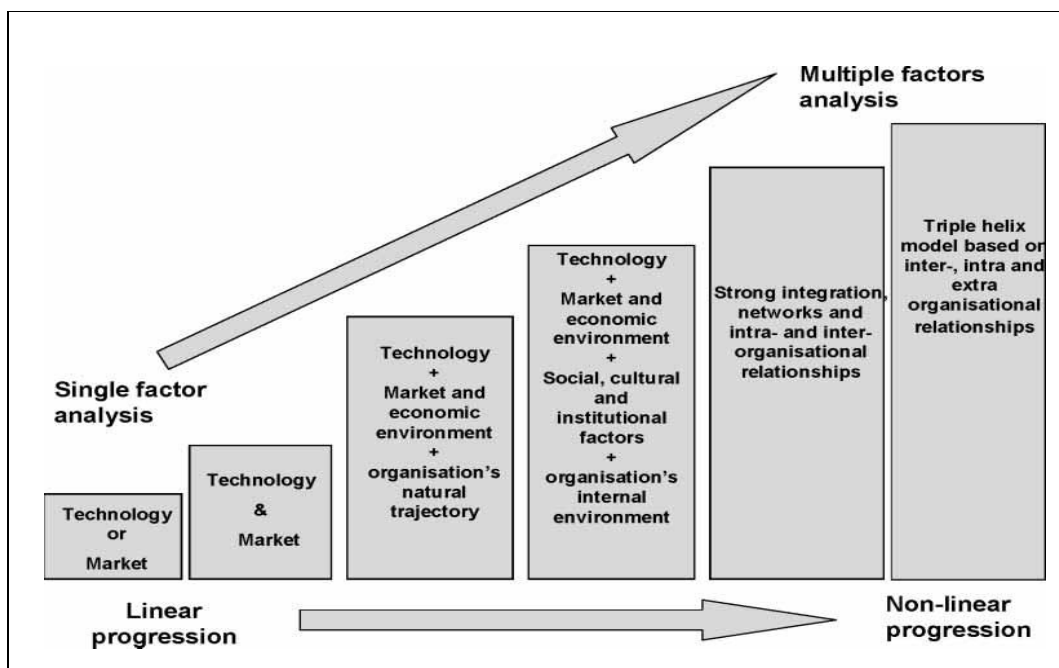 Multiple factors
analysis
Single factor
analysis
Technology
or
Market
Technology
&
Market
Technology
+
Market and
economic
environment
+
organisation's
natural
trajectory
Technology
+
Market and
economic
environment
+
Social, cultural
and
institutional
factors
+
organisation's
internal
environment
Strong integration,
networks and
intra- and inter-
organisational
relationships
Triple helix
model based on
inter-, intra and
extra
organisational
relationships
Linear
progression
Non-linear
progression